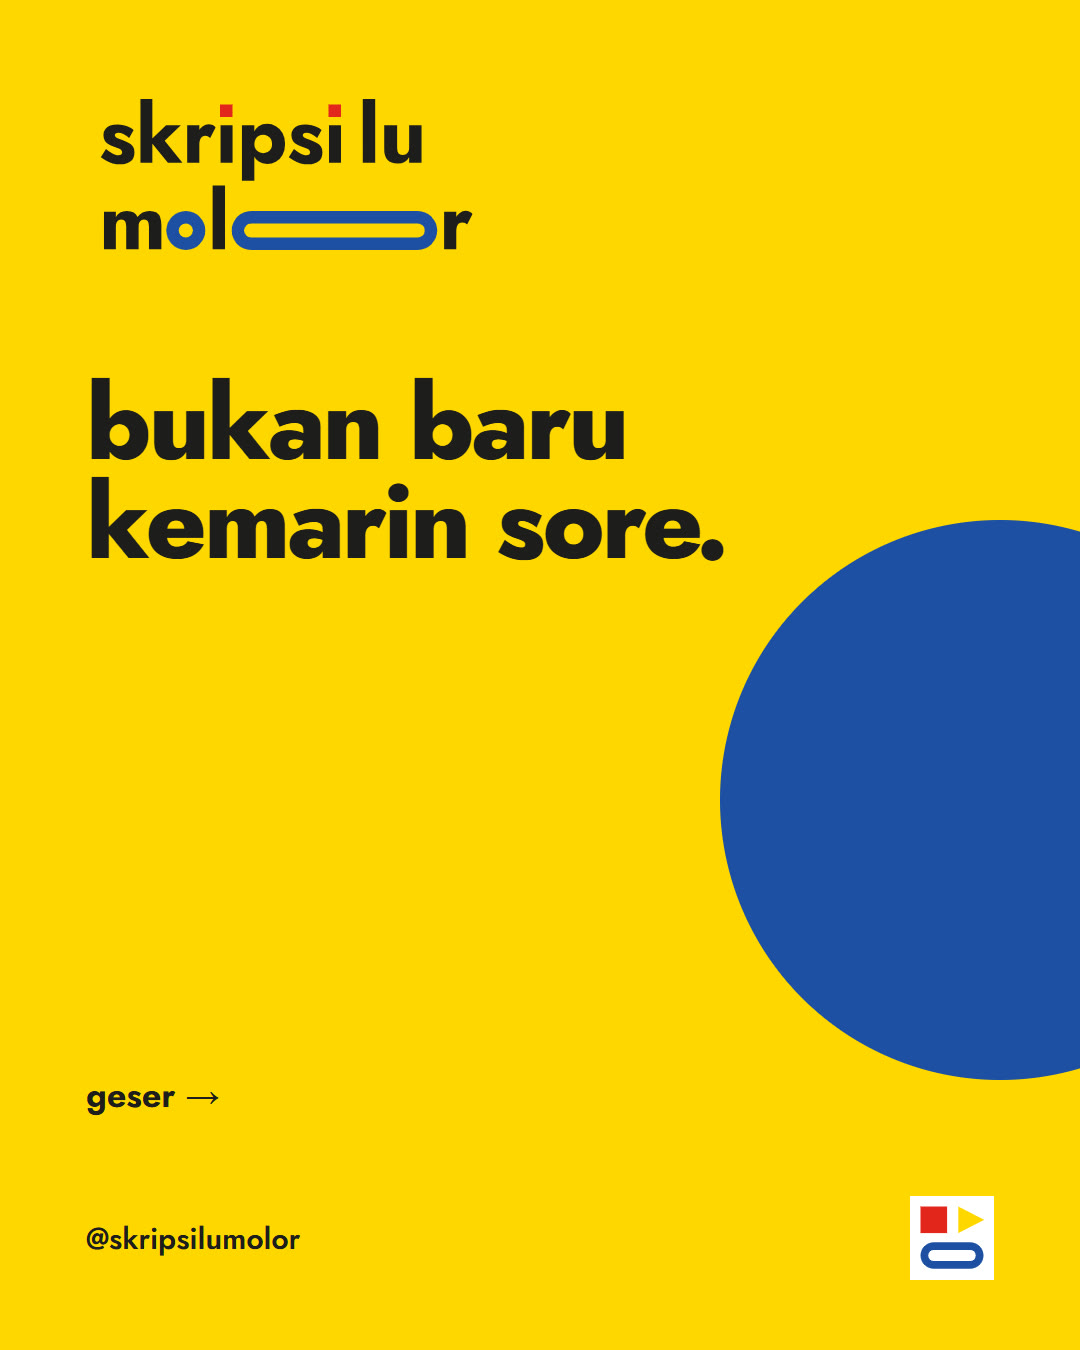 skripsi lu
molor
bukan baru
kemarin sore.
geser →
@skripsilumolor